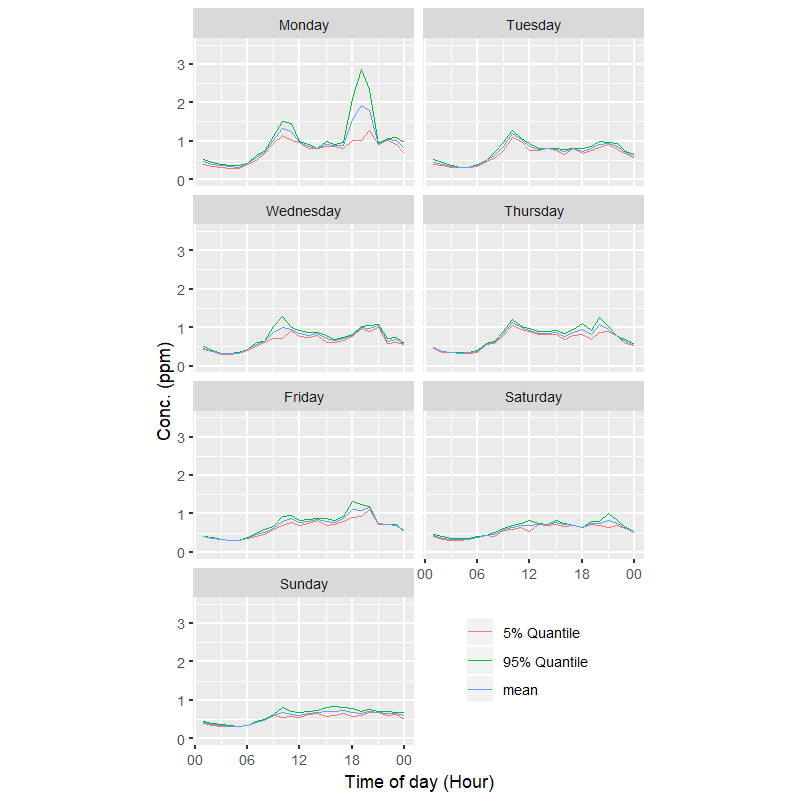 Monday
Tuesday
3
2
1
0
Wednesday
Thursday
3
2
1
0
Conc. (ppm)
Friday
Saturday
3
2
1
0
00 06 12 18 00
Sunday
3
2
1
0
00 06 12 18 00
5% Quantile
95% Quantile
mean
Time of day (Hour)